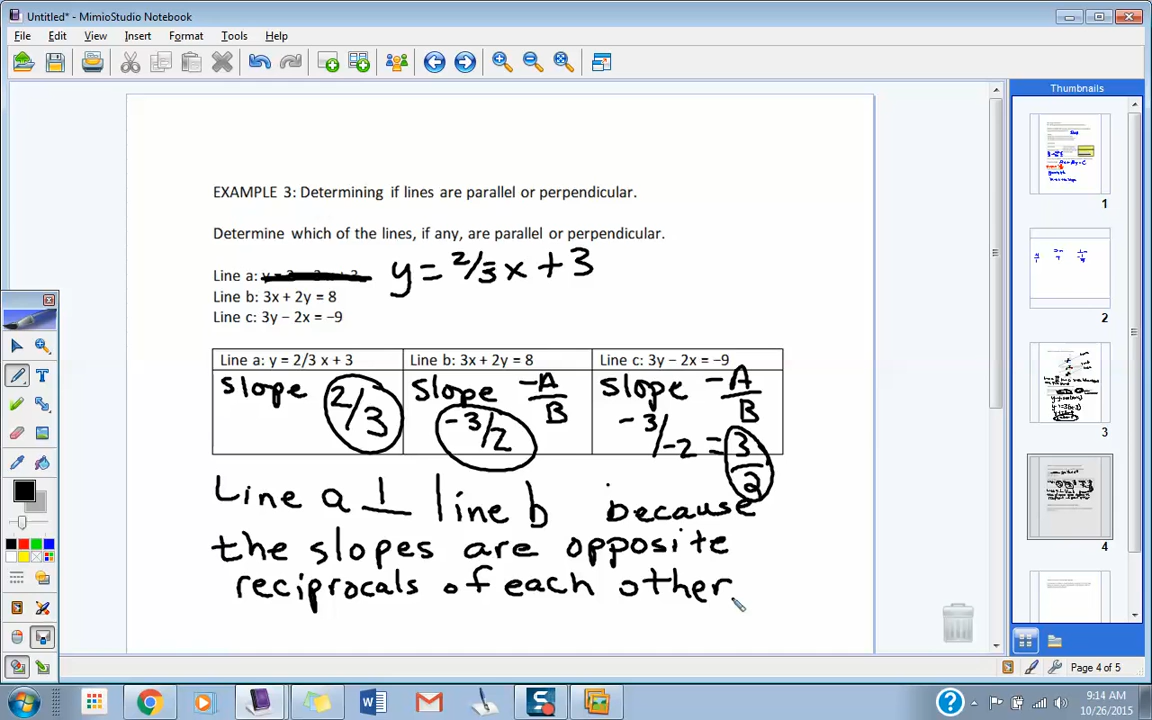 Untitled* - MimioStudio Notebook
File Edit View Insert Format Tools Help
Thumbnails
EXAMPLE 3: Determining if lines are parallel or perpendicular.
Determine which of the lines, if any, are parallel or perpendicular.
Line a: y = 2/3 x + 3
Line b: 3x + 2y = 8
Line c: 3y − 2x = −9
Line a: y = 2/3 x + 3 Line b: 3x + 2y = 8 Line c: 3y − 2x = −9
slope 2/3 slope -A/B slope -A/B
-3/2 -3/-2 = 3/2
Line a ⊥ line b because
the slopes are opposite
reciprocals of each other.
1
2
3
4
Page 4 of 5
9:14 AM
10/26/2015